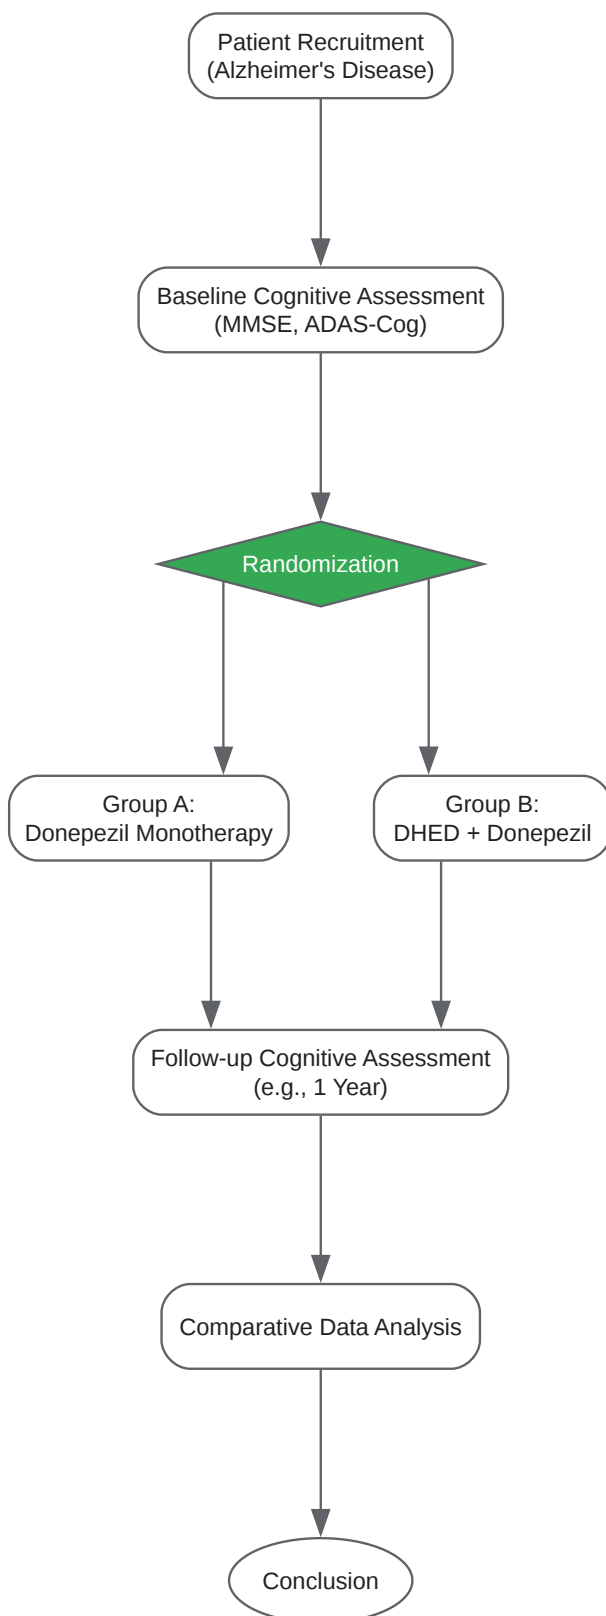 Patient Recruitment
(Alzheimer's Disease)
Baseline Cognitive Assessment
(MMSE, ADAS-Cog)
Randomization
Group A:
Donepezil Monotherapy
Group B:
DHED + Donepezil
Follow-up Cognitive Assessment
(e.g., 1 Year)
Comparative Data Analysis
Conclusion